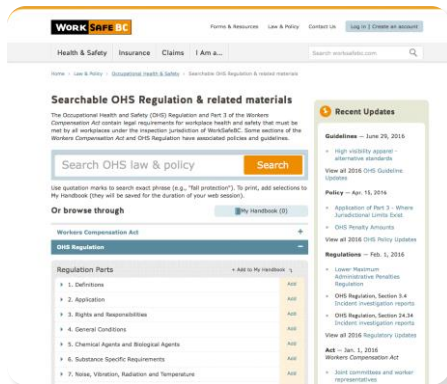 WORK SAFE BC
Forms & Resources Law & Policy Contact Us Log in | Create an account
Health & Safety Insurance Claims I Am a...
Search worksafebc.com
Home > Law & Policy > Occupational Health & Safety > Searchable OHS Regulation & related materials
Searchable OHS Regulation & related materials
The Occupational Health and Safety (OHS) Regulation and Part 3 of the Workers
Compensation Act contain legal requirements for workplace health and safety that must be
met by all workplaces under the inspection jurisdiction of WorkSafeBC. Some sections of the
Workers Compensation Act and OHS Regulation have associated policies and guidelines.
Search OHS law & policy Search
Use quotation marks to search exact phrase (e.g., "fall protection"). To print, add selections to
My Handbook (they will be saved for the duration of your web session).
Or browse through
My Handbook (0)
Workers Compensation Act +
OHS Regulation −
Regulation Parts + Add to My Handbook
1. Definitions Add
2. Application Add
3. Rights and Responsibilities Add
4. General Conditions Add
5. Chemical Agents and Biological Agents Add
6. Substance Specific Requirements Add
7. Noise, Vibration, Radiation and Temperature Add
Recent Updates
Guidelines — June 29, 2016
High visibility apparel -
alternative standards
View all 2016 OHS Guideline
Updates
Policy — Apr. 15, 2016
Application of Part 3 - Where
Jurisdictional Limits Exist
OHS Penalty Amounts
View all 2016 OHS Policy Updates
Regulations — Feb. 1, 2016
Lower Maximum
Administrative Penalties
Regulation
OHS Regulation, Section 3.4
Incident investigation reports
OHS Regulation, Section 24.34
Incident investigation reports
View all 2016 Regulatory Updates
Act — Jan. 1, 2016
Workers Compensation Act
Joint committees and worker
representatives